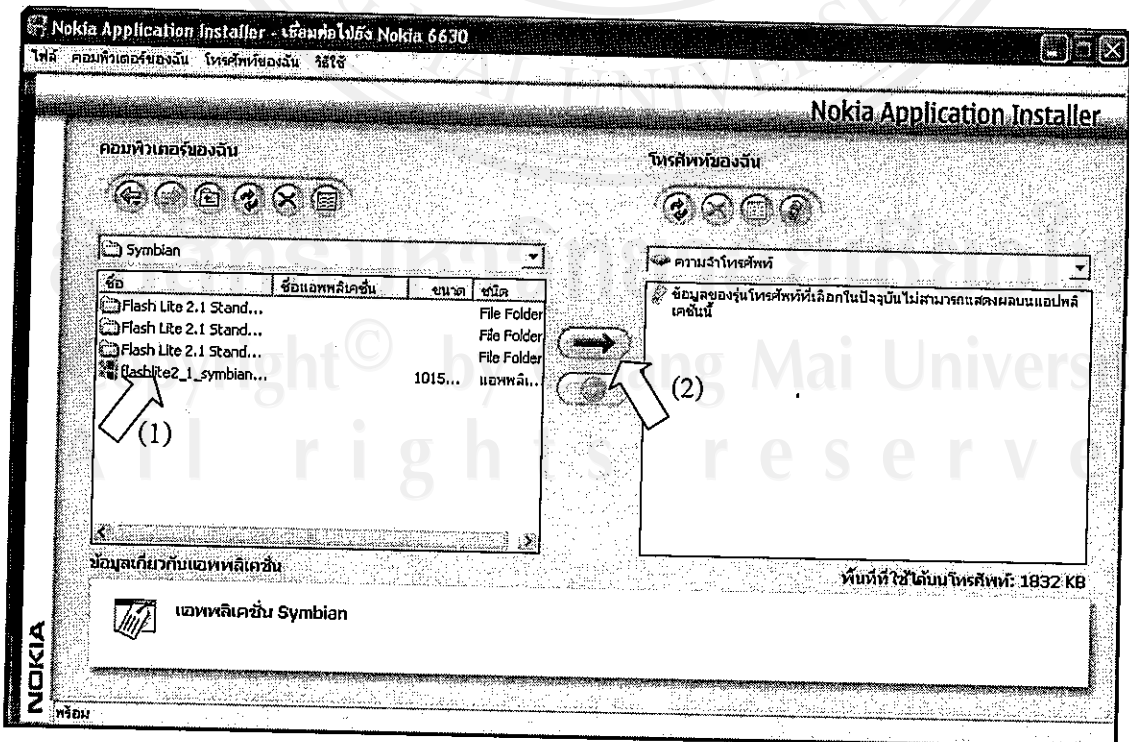 Nokia Application Installer - เชื่อมต่อไปยัง Nokia 6630
ไฟล์ คอมพิวเตอร์ของฉัน โทรศัพท์ของฉัน วิธีใช้
Nokia Application Installer
คอมพิวเตอร์ของฉัน
โทรศัพท์ของฉัน
Symbian
ความจำโทรศัพท์
ชื่อ ชื่อแอพพลิเคชั่น ขนาด ชนิด
Flash Lite 2.1 Stand... File Folder
Flash Lite 2.1 Stand... File Folder
Flash Lite 2.1 Stand... File Folder
flashlite2_1_symbian... 1015... แอพพลิ...
ข้อมูลของรุ่นโทรศัพท์ที่เลือกในปัจจุบันไม่สามารถแสดงผลบนแอปพลิ
เคชันนี้
(1)
(2)
ข้อมูลเกี่ยวกับแอพพลิเคชั่น
พื้นที่ที่ใช้ได้บนโทรศัพท์: 1832 KB
แอพพลิเคชั่น Symbian
NOKIA
พร้อม
by
Mai Univers
All rights reserve